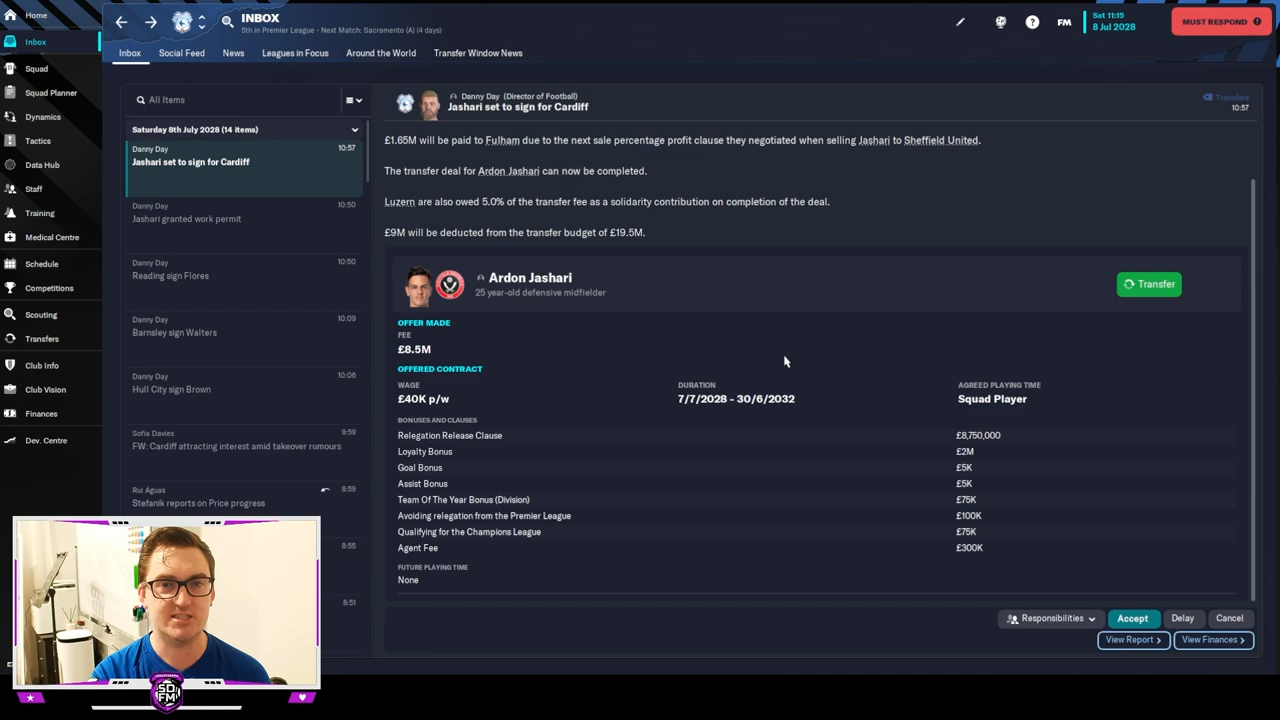 Home
Inbox
Squad
Squad Planner
Dynamics
Tactics
Data Hub
Staff
Training
Medical Centre
Schedule
Competitions
Scouting
Transfers
Club Info
Club Vision
Finances
Dev. Centre
INBOX
5th in Premier League - Next Match: Sacramento (A) (4 days)
FM
Sat 11:15
8 Jul 2028
MUST RESPOND
Inbox
Social Feed
News
Leagues in Focus
Around the World
Transfer Window News
All Items
Saturday 8th July 2028 (14 items)
Danny Day 10:57
Jashari set to sign for Cardiff
Danny Day 10:50
Jashari granted work permit
Danny Day 10:50
Reading sign Flores
Danny Day 10:09
Barnsley sign Walters
Danny Day 10:08
Hull City sign Brown
Sofia Davies 9:59
FW: Cardiff attracting interest amid takeover rumours
Rui Águas 8:59
Stefanik reports on Price progress
8:55
8:51
Danny Day (Director of Football)
Jashari set to sign for Cardiff
Transfers
10:57
£1.65M will be paid to Fulham due to the next sale percentage profit clause they negotiated when selling Jashari to Sheffield United.
The transfer deal for Ardon Jashari can now be completed.
Luzern are also owed 5.0% of the transfer fee as a solidarity contribution on completion of the deal.
£9M will be deducted from the transfer budget of £19.5M.
Ardon Jashari
25 year-old defensive midfielder
Transfer
OFFER MADE
FEE
£8.5M
OFFERED CONTRACT
WAGE DURATION AGREED PLAYING TIME
£40K p/w 7/7/2028 - 30/6/2032 Squad Player
BONUSES AND CLAUSES
Relegation Release Clause £8,750,000
Loyalty Bonus £2M
Goal Bonus £5K
Assist Bonus £5K
Team Of The Year Bonus (Division) £75K
Avoiding relegation from the Premier League £100K
Qualifying for the Champions League £75K
Agent Fee £300K
FUTURE PLAYING TIME
None
Responsibilities
Accept
Delay
Cancel
View Report
View Finances
SD
FM